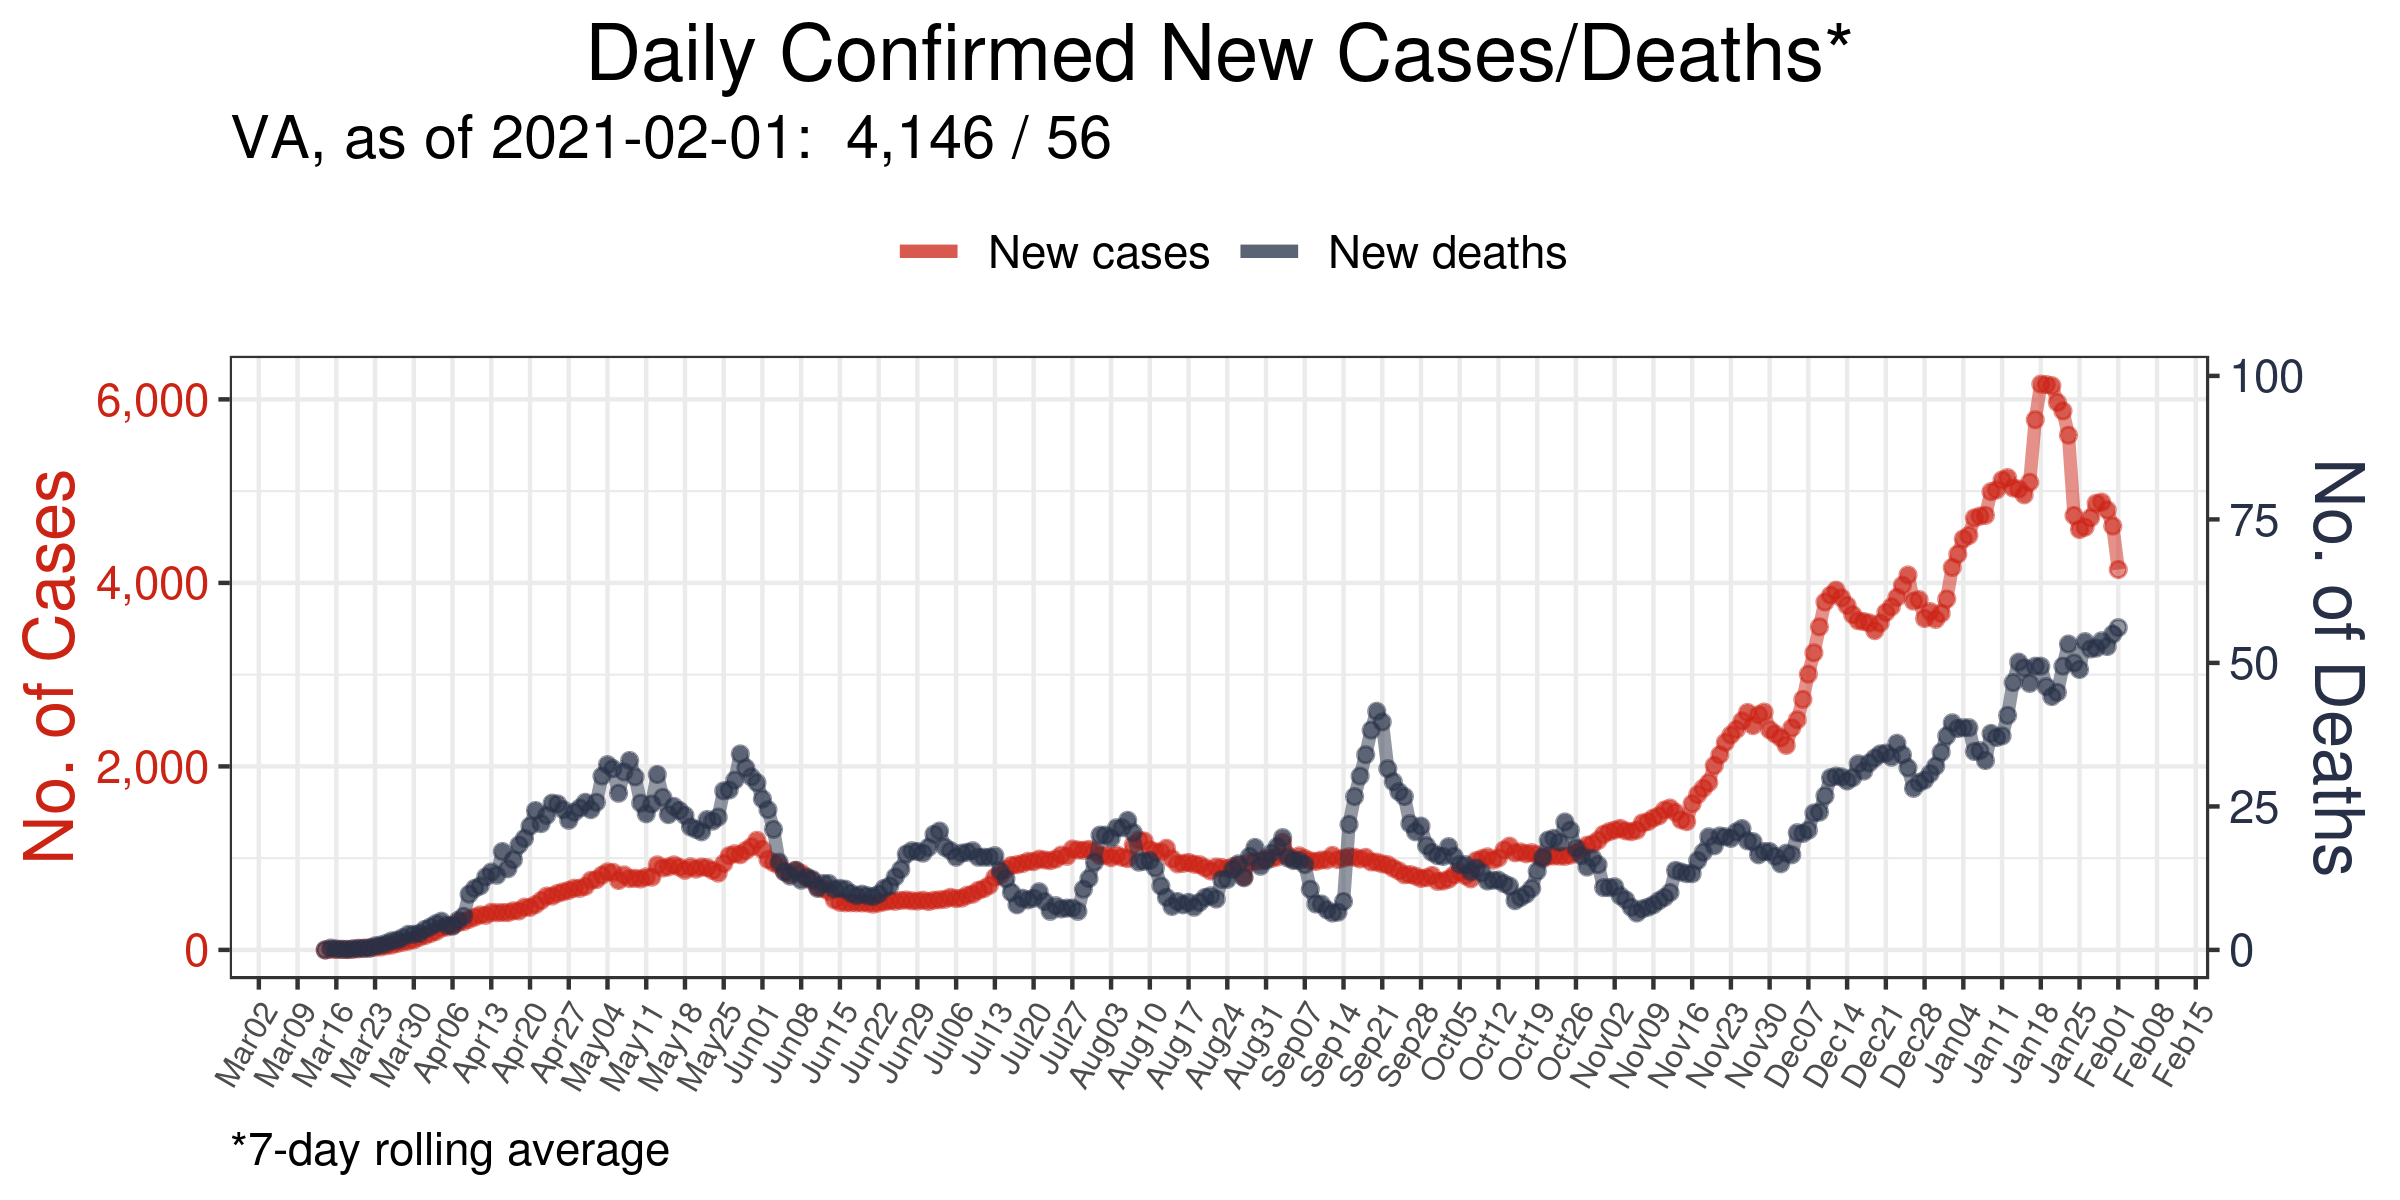 Daily Confirmed New Cases/Deaths*
VA, as of 2021-02-01:  4,146 / 56
New cases
New deaths
No. of Cases
6,000
4,000
2,000
0
100
75
50
25
0
No. of Deaths
Mar02
Mar09
Mar16
Mar23
Mar30
Apr06
Apr13
Apr20
Apr27
May04
May11
May18
May25
Jun01
Jun08
Jun15
Jun22
Jun29
Jul06
Jul13
Jul20
Jul27
Aug03
Aug10
Aug17
Aug24
Aug31
Sep07
Sep14
Sep21
Sep28
Oct05
Oct12
Oct19
Oct26
Nov02
Nov09
Nov16
Nov23
Nov30
Dec07
Dec14
Dec21
Dec28
Jan04
Jan11
Jan18
Jan25
Feb01
Feb08
Feb15
*7-day rolling average